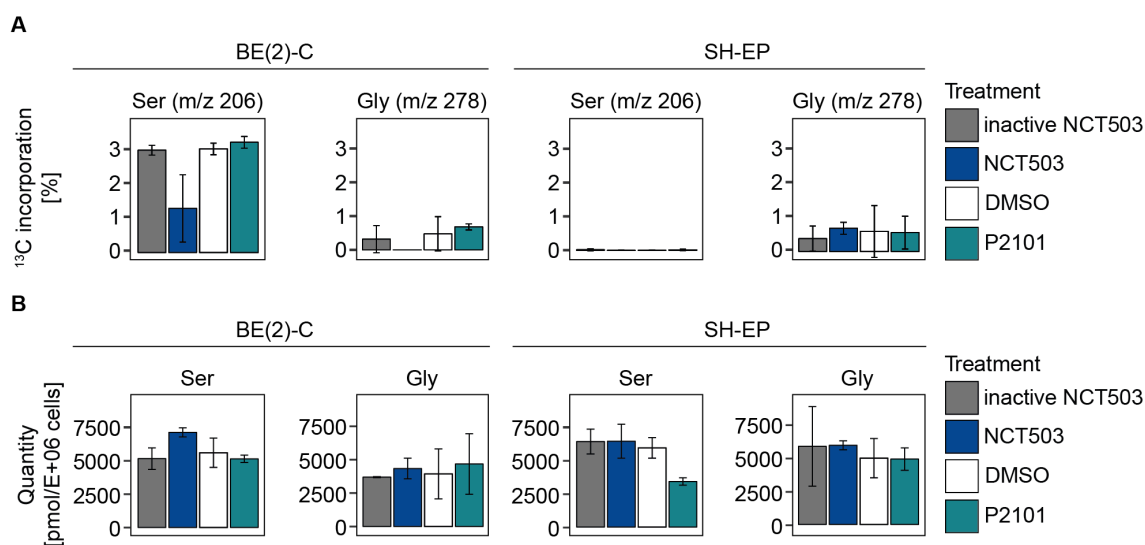 A
BE(2)-C
SH-EP
Ser (m/z 206)
Gly (m/z 278)
Ser (m/z 206)
Gly (m/z 278)
¹³C incorporation
[%]
3
2
1
0
3
2
1
0
3
2
1
0
3
2
1
0
Treatment
inactive NCT503
NCT503
DMSO
P2101
B
BE(2)-C
SH-EP
Ser
Gly
Ser
Gly
Quantity
[pmol/E+06 cells]
7500
5000
2500
0
7500
5000
2500
0
7500
5000
2500
0
7500
5000
2500
0
Treatment
inactive NCT503
NCT503
DMSO
P2101